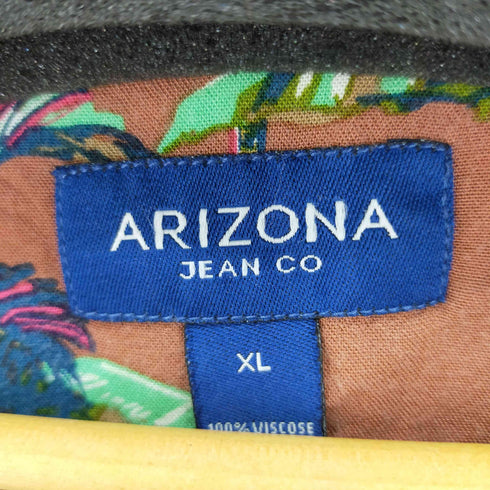 ARIZONA
JEAN CO
XL
100% VISCOSE